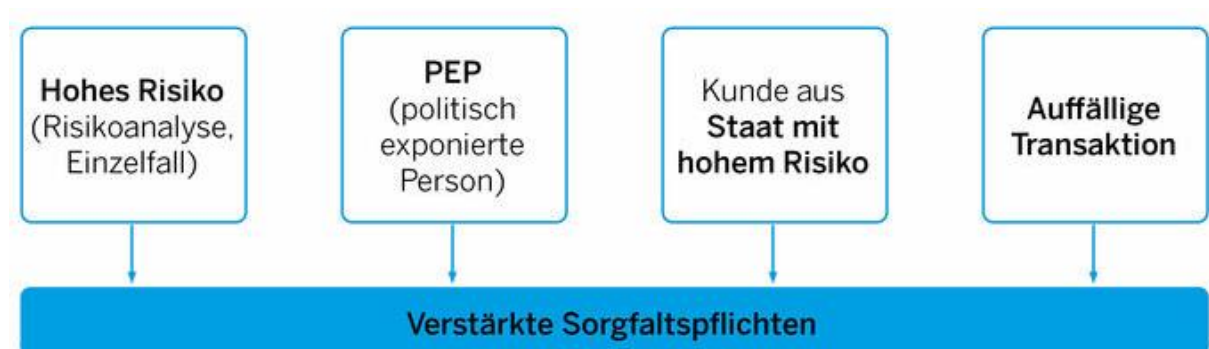 Hohes Risiko
(Risikoanalyse,
Einzelfall)
PEP
(politisch
exponierte
Person)
Kunde aus
Staat mit
hohem Risiko
Auffällige
Transaktion
Verstärkte Sorgfaltspflichten